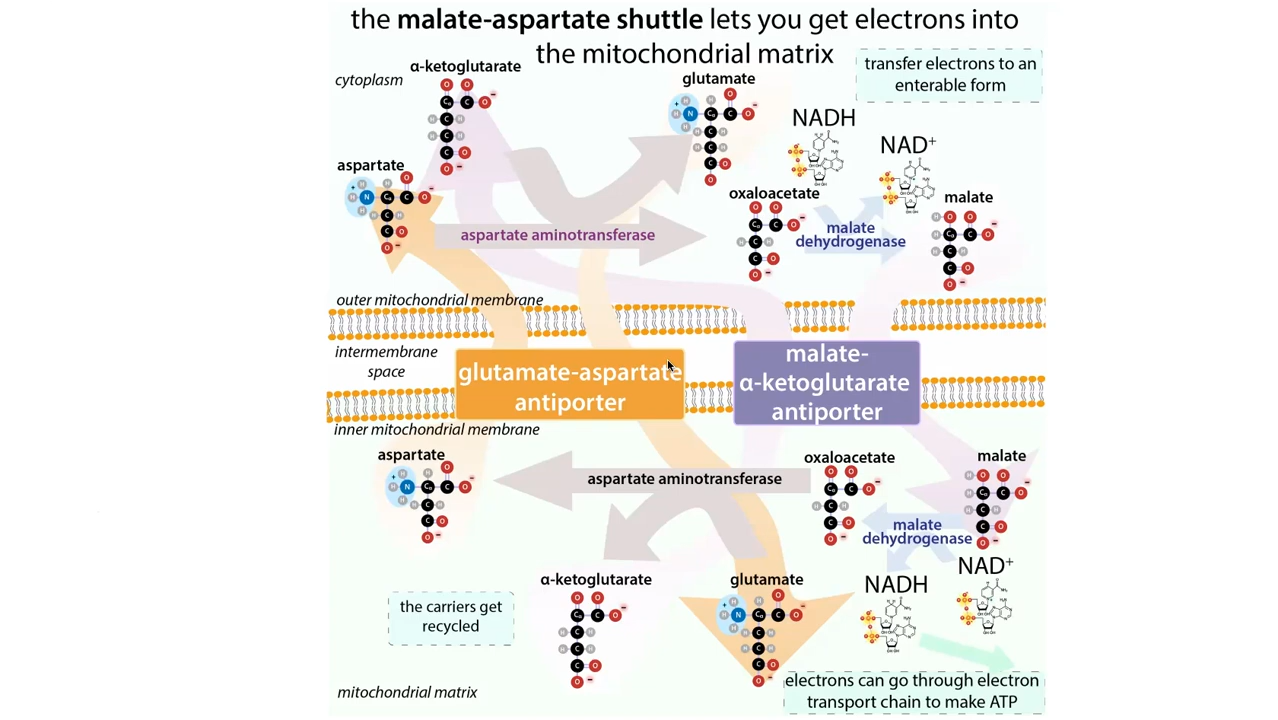 the malate-aspartate shuttle lets you get electrons into
the mitochondrial matrix
cytoplasm
α-ketoglutarate
glutamate
transfer electrons to an
enterable form
NADH
NAD⁺
aspartate
oxaloacetate
malate
aspartate aminotransferase
malate
dehydrogenase
outer mitochondrial membrane
intermembrane
space
glutamate-aspartate
antiporter
malate-
α-ketoglutarate
antiporter
inner mitochondrial membrane
aspartate
oxaloacetate
malate
aspartate aminotransferase
malate
dehydrogenase
α-ketoglutarate
glutamate
NADH
NAD⁺
the carriers get
recycled
electrons can go through electron
transport chain to make ATP
mitochondrial matrix